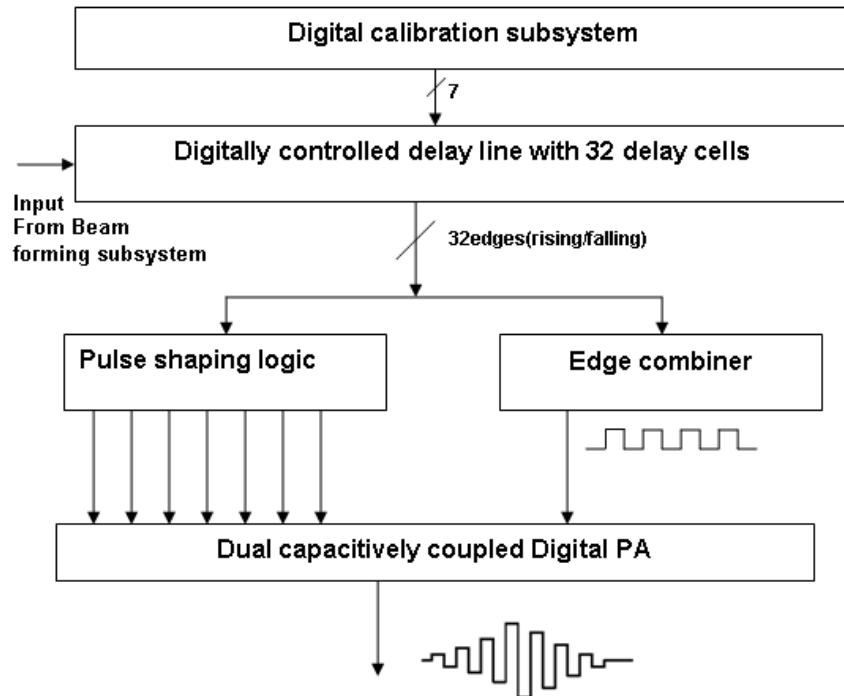 Digital calibration subsystem
7
Digitally controlled delay line with 32 delay cells
Input
From Beam
forming subsystem
32edges(rising/falling)
Pulse shaping logic
Edge combiner
Dual capacitively coupled Digital PA